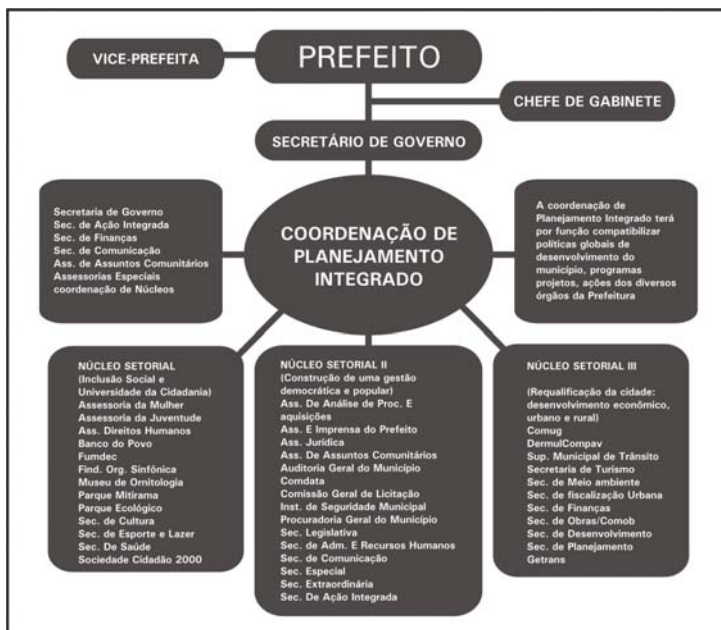 VICE-PREFEITA
PREFEITO
CHEFE DE GABINETE
SECRETÁRIO DE GOVERNO
Secretaria de Governo
Sec. de Ação Integrada
Sec. de Finanças
Sec. de Comunicação
Ass. de Assuntos Comunitários
Assessorias Especiais
coordenação de Núcleos
COORDENAÇÃO DE
PLANEJAMENTO
INTEGRADO
A coordenação de
Planejamento Integrado terá
por função compatibilizar
políticas globais de
desenvolvimento do
município, programas
projetos, ações dos diversos
órgãos da Prefeitura
NÚCLEO SETORIAL
(Inclusão Social e
Universidade da Cidadania)
Assessoria da Mulher
Assessoria da Juventude
Ass. Direitos Humanos
Banco do Povo
Fumdec
Find. Org. Sinfônica
Museu de Ornitologia
Parque Mitirama
Parque Ecológico
Sec. de Cultura
Sec. de Esporte e Lazer
Sec. De Saúde
Sociedade Cidadão 2000
NÚCLEO SETORIAL II
(Construção de uma gestão
democrática e popular)
Ass. De Análise de Proc. E
aquisições
Ass. E Imprensa do Prefeito
Ass. Jurídica
Ass. De Assuntos Comunitários
Auditoria Geral do Município
Comdata
Comissão Geral de Licitação
Inst. de Seguridade Municipal
Procuradoria Geral do Município
Sec. Legislativa
Sec. de Adm. E Recursos Humanos
Sec. de Comunicação
Sec. Especial
Sec. Extraordinária
Sec. De Ação Integrada
NÚCLEO SETORIAL III
(Requalificação da cidade:
desenvolvimento econômico,
urbano e rural)
Comug
DermulCompav
Sup. Municipal de Trânsito
Secretaria de Turismo
Sec. de Meio ambiente
Sec. de fiscalização Urbana
Sec. de Finanças
Sec. de Obras/Comob
Sec. de Desenvolvimento
Sec. de Planejamento
Getrans